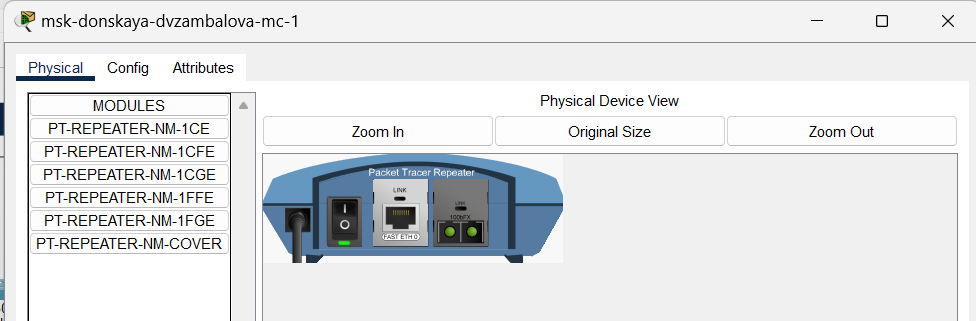 msk-donskaya-dvzambalova-mc-1
Physical Config Attributes
MODULES
PT-REPEATER-NM-1CE
PT-REPEATER-NM-1CFE
PT-REPEATER-NM-1CGE
PT-REPEATER-NM-1FFE
PT-REPEATER-NM-1FGE
PT-REPEATER-NM-COVER
Physical Device View
Zoom In Original Size Zoom Out
Packet Tracer Repeater
LINK
LINK
100bFX
FAST ETH 0